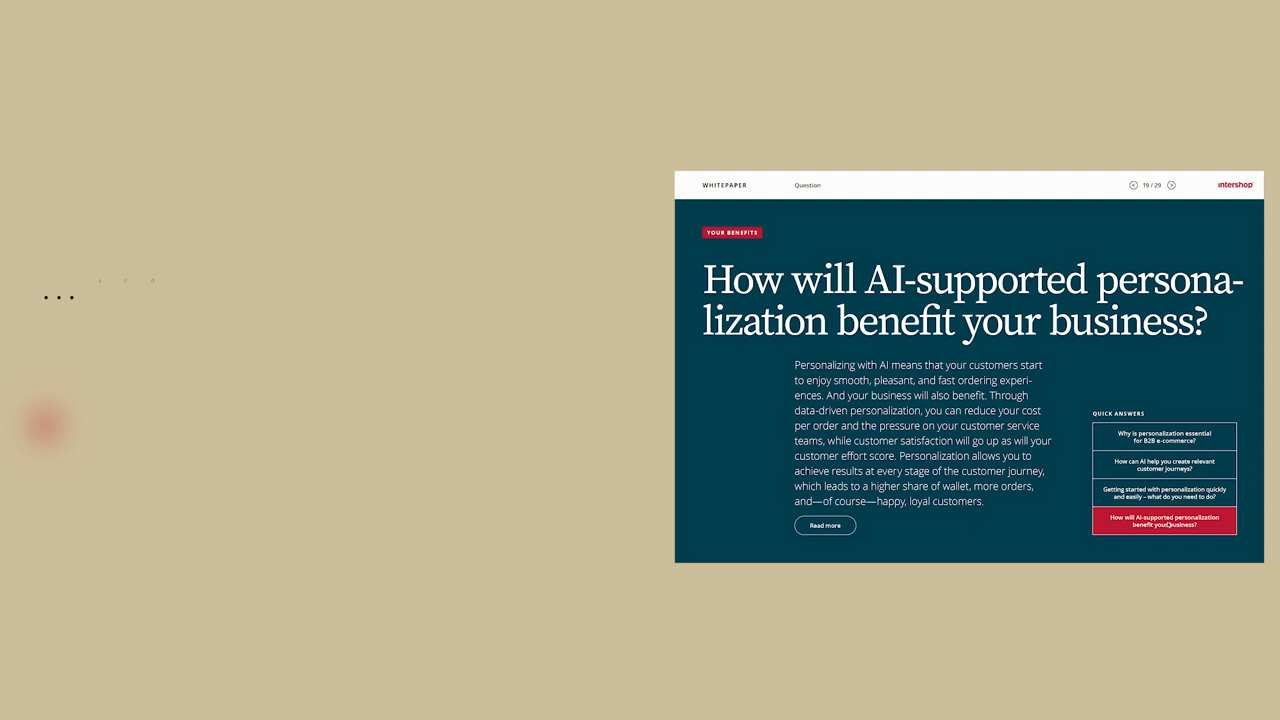 ...
a n d
WHITEPAPER
Question
19 / 29
intershop
YOUR BENEFITS
How will AI-supported persona-
lization benefit your business?
Personalizing with AI means that your customers start
to enjoy smooth, pleasant, and fast ordering experi-
ences. And your business will also benefit. Through
data-driven personalization, you can reduce your cost
per order and the pressure on your customer service
teams, while customer satisfaction will go up as will your
customer effort score. Personalization allows you to
achieve results at every stage of the customer journey,
which leads to a higher share of wallet, more orders,
and—of course—happy, loyal customers.
Read more
QUICK ANSWERS
Why is personalization essential
for B2B e-commerce?
How can AI help you create relevant
customer journeys?
Getting started with personalization quickly
and easily – what do you need to do?
How will AI-supported personalization
benefit your business?